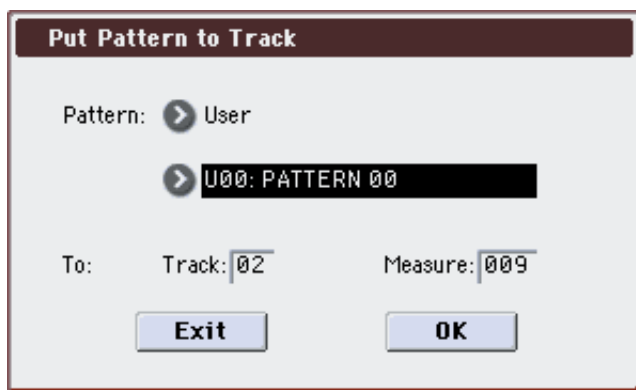 Put Pattern to Track
Pattern: User
U00: PATTERN 00
To: Track: 02 Measure: 009
Exit OK